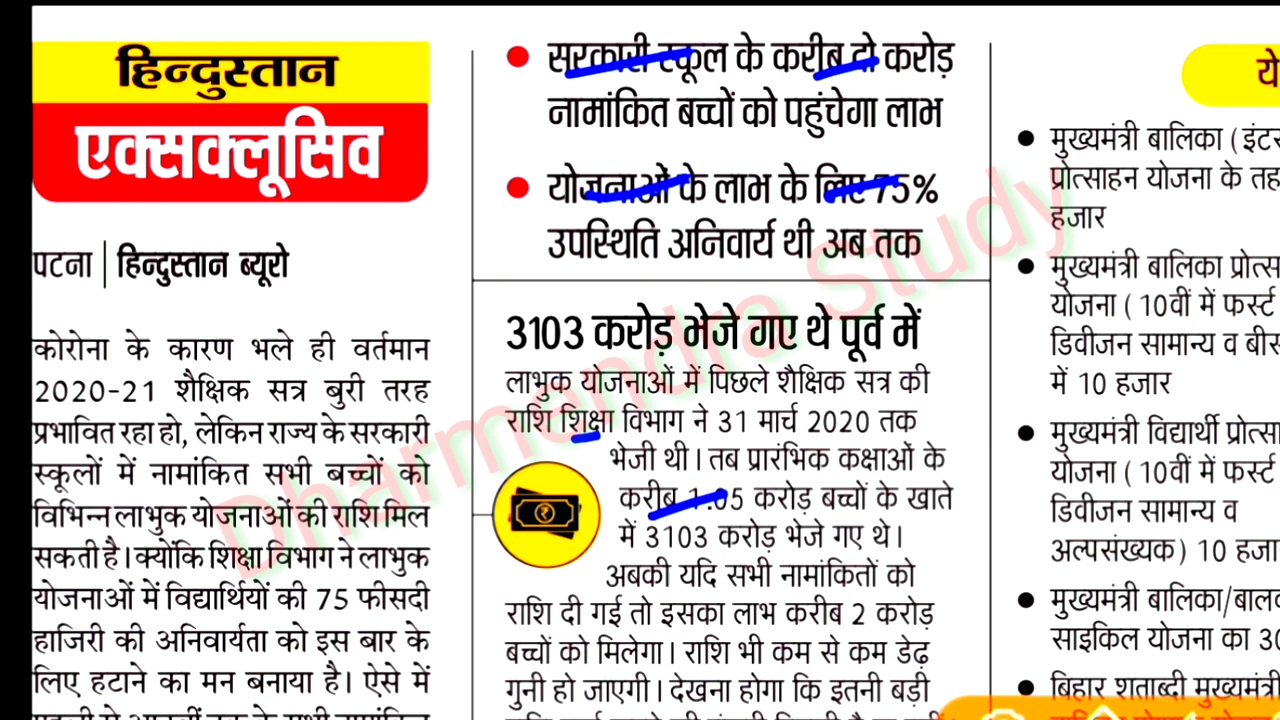 हिन्दुस्तान
एक्सक्लूसिव
पटना | हिन्दुस्तान ब्यूरो
कोरोना के कारण भले ही वर्तमान
2020-21 शैक्षिक सत्र बुरी तरह
प्रभावित रहा हो, लेकिन राज्य के सरकारी
स्कूलों में नामांकित सभी बच्चों को
विभिन्न लाभुक योजनाओं की राशि मिल
सकती है। क्योंकि शिक्षा विभाग ने लाभुक
योजनाओं में विद्यार्थियों की 75 फीसदी
हाजिरी की अनिवार्यता को इस बार के
लिए हटाने का मन बनाया है। ऐसे में
• सरकारी स्कूल के करीब दो करोड़
नामांकित बच्चों को पहुंचेगा लाभ
• योजनाओं के लाभ के लिए 75%
उपस्थिति अनिवार्य थी अब तक
3103 करोड़ भेजे गए थे पूर्व में
लाभुक योजनाओं में पिछले शैक्षिक सत्र की
राशि शिक्षा विभाग ने 31 मार्च 2020 तक
भेजी थी। तब प्रारंभिक कक्षाओं के
करीब 1.05 करोड़ बच्चों के खाते
में 3103 करोड़ भेजे गए थे।
अबकी यदि सभी नामांकितों को
राशि दी गई तो इसका लाभ करीब 2 करोड़
बच्चों को मिलेगा। राशि भी कम से कम डेढ़
गुनी हो जाएगी। देखना होगा कि इतनी बड़ी
ये
• मुख्यमंत्री बालिका (इंटर
प्रोत्साहन योजना के तह
हजार
• मुख्यमंत्री बालिका प्रोत्स
योजना ( 10वीं में फर्स्ट
डिवीजन सामान्य व बीस
में 10 हजार
• मुख्यमंत्री विद्यार्थी प्रोत्सा
योजना ( 10वीं में फर्स्ट
डिवीजन सामान्य व
अल्पसंख्यक) 10 हजा
• मुख्यमंत्री बालिका/बालक
साइकिल योजना का 30
• बिहार शताब्दी मुख्यमंत्री
Dharmendra Study